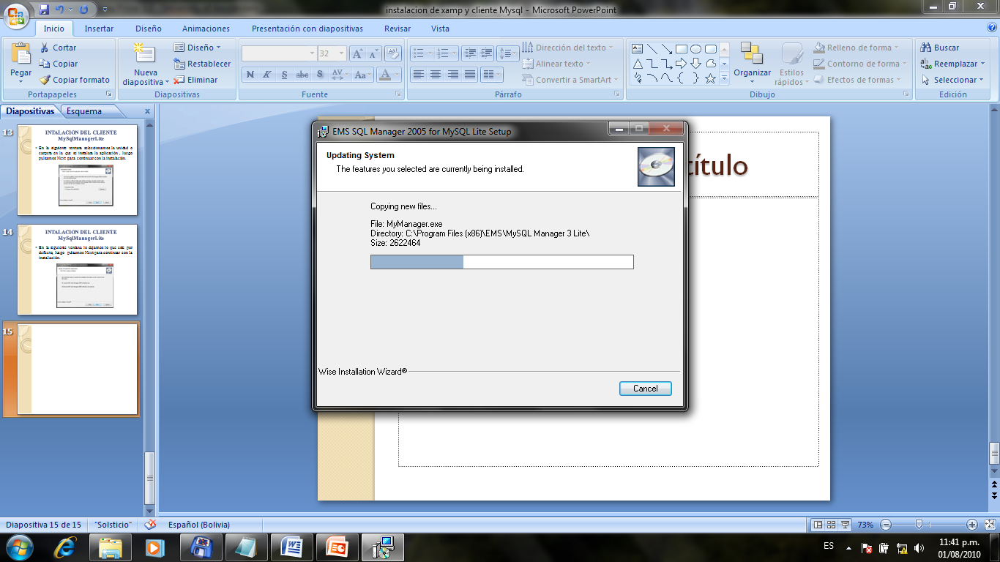 instalacion de xamp y cliente Mysql - Microsoft PowerPoint
Inicio
Insertar
Diseño
Animaciones
Presentación con diapositivas
Revisar
Vista
Pegar
Cortar
Copiar
Copiar formato
Portapapeles
Nueva
diapositiva
Diseño
Restablecer
Eliminar
Diapositivas
32
Fuente
Dirección del texto
Alinear texto
Convertir a SmartArt
Párrafo
Organizar
Estilos
rápidos
Relleno de forma
Contorno de forma
Efectos de formas
Dibujo
Buscar
Reemplazar
Seleccionar
Edición
Diapositivas
Esquema
13
INTALACION DEL CLIENTE
MySqlManagerLite
En la siguiente ventana seleccionamos la unidad o
carpeta en la que se instalara la aplicación , luego
pulsamos Next para continuar con la instalación.
14
INTALACION DEL CLIENTE
MySqlManagerLite
En la siguiente ventana lo dejamos lo que este por
defecto, luego pulsamos Next para continuar con la
instalación.
15
título
EMS SQL Manager 2005 for MySQL Lite Setup
Updating System
The features you selected are currently being installed.
Copying new files...
File: MyManager.exe
Directory: C:\Program Files (x86)\EMS\MySQL Manager 3 Lite\
Size: 2622464
Wise Installation Wizard®
Cancel
Diapositiva 15 de 15
"Solsticio"
Español (Bolivia)
73%
ES
11:41 p.m.
01/08/2010